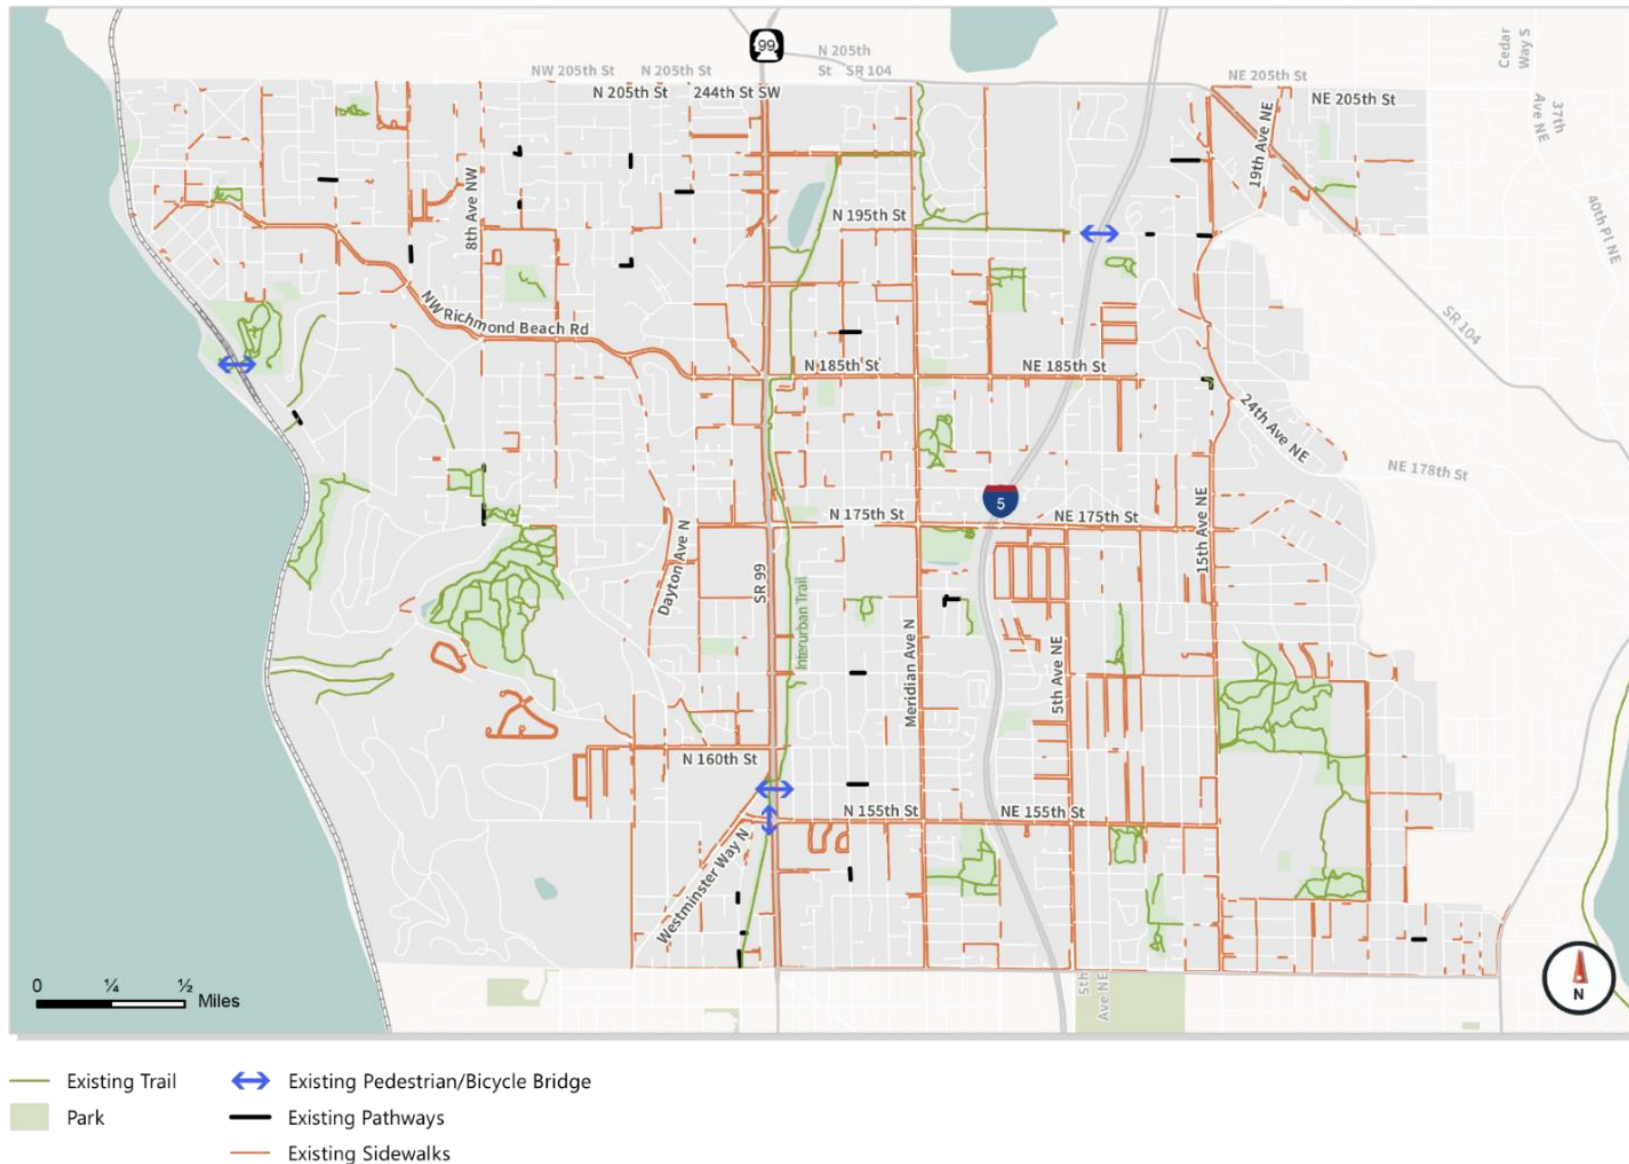 99
N 205th
St SR 104
Cedar
Way S
NW 205th St
N 205th St
NE 205th St
N 205th St
244th St SW
NE 205th St
37th
Ave NE
19th Ave NE
8th Ave NW
N 195th St
40th Pl NE
NW Richmond Beach Rd
SR 104
N 185th St
NE 185th St
24th Ave NE
NE 178th St
5
N 175th St
NE 175th St
15th Ave NE
Dayton Ave N
SR 99
Interurban Trail
Meridian Ave N
5th Ave NE
N 160th St
N 155th St
NE 155th St
Westminster Way N
5th
Ave NE
0 ¼ ½ Miles
N
Existing Trail
Park
Existing Pedestrian/Bicycle Bridge
Existing Pathways
Existing Sidewalks